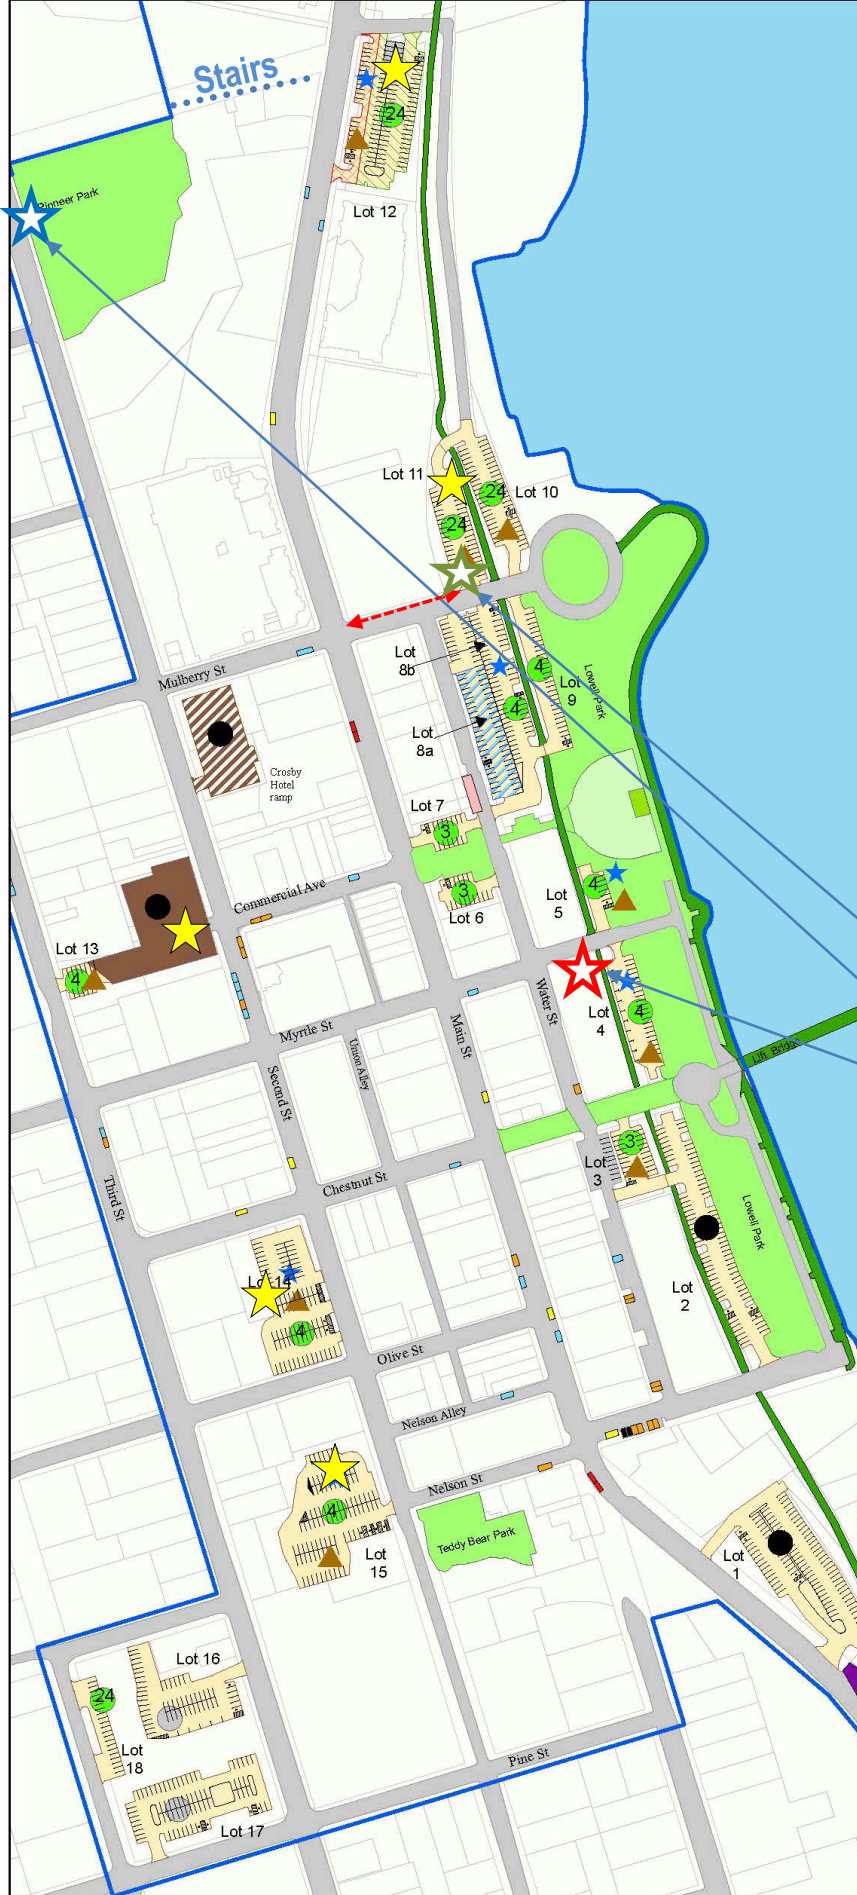 Stairs
24
Pioneer Park
Lot 12
Lot 11
24
Lot 10
24
Mulberry St
Lot
8b
4
Lot
9
Lowell Park
4
Lot
8a
Crosby
Hotel
ramp
Lot 7
3
Commercial Ave
3
Lot 6
4
Lot
5
Lot 13
4
Water St
Lot
4
4
Myrtle St
Main St
Union Alley
Second St
Lift Bridge
3
Lot
3
Third St
Chestnut St
Lowell Park
Lot 14
4
Lot
2
Olive St
Nelson Alley
Nelson St
4
Lot
15
Teddy Bear Park
Lot
1
Lot 16
24
Lot
18
Pine St
Lot 17